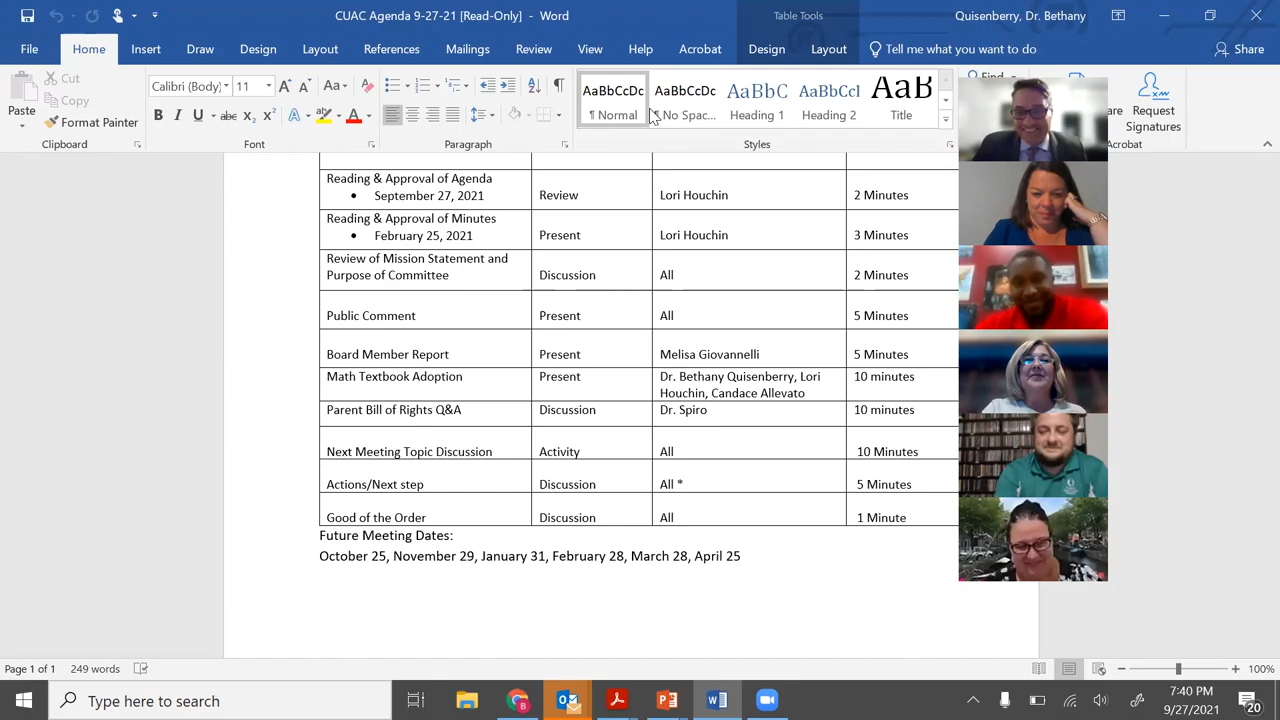 CUAC Agenda 9-27-21 [Read-Only] - Word
Table Tools
Quisenberry, Dr. Bethany
File Home Insert Draw Design Layout References Mailings Review View Help Acrobat Design Layout Tell me what you want to do Share
Paste
Cut
Copy
Format Painter
Clipboard
Calibri (Body) 11
Aa
B I U abc
Font
Paragraph
AaBbCcDc AaBbCcDc AaBbC AaBbCcI AaB
¶ Normal No Spac... Heading 1 Heading 2 Title
Styles
Find
Request
Signatures
Acrobat
Reading & Approval of Agenda
• September 27, 2021 Review Lori Houchin 2 Minutes
Reading & Approval of Minutes
• February 25, 2021 Present Lori Houchin 3 Minutes
Review of Mission Statement and
Purpose of Committee Discussion All 2 Minutes
Public Comment Present All 5 Minutes
Board Member Report Present Melisa Giovannelli 5 Minutes
Math Textbook Adoption Present Dr. Bethany Quisenberry, Lori 10 minutes
Houchin, Candace Allevato
Parent Bill of Rights Q&A Discussion Dr. Spiro 10 minutes
Next Meeting Topic Discussion Activity All 10 Minutes
Actions/Next step Discussion All * 5 Minutes
Good of the Order Discussion All 1 Minute
Future Meeting Dates:
October 25, November 29, January 31, February 28, March 28, April 25
Page 1 of 1 249 words 100%
Type here to search
7:40 PM
9/27/2021
20